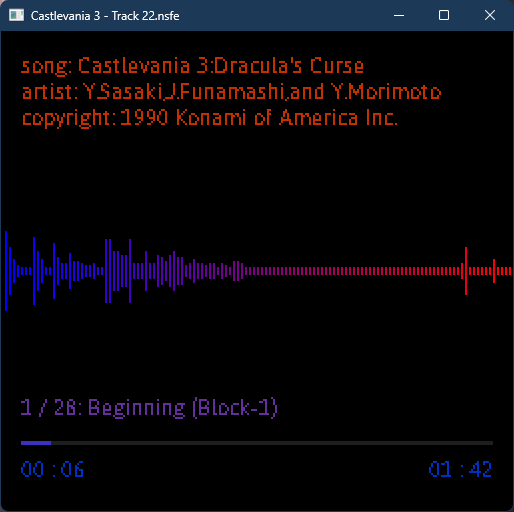 Castlevania 3 - Track 22.nsfe
song: Castlevania 3:Dracula's Curse
artist: Y.Sasaki,J.Funamashi,and Y.Morimoto
copyright: 1990 Konami of America Inc.
1 / 28: Beginning (Block-1)
00 :06
01 :42